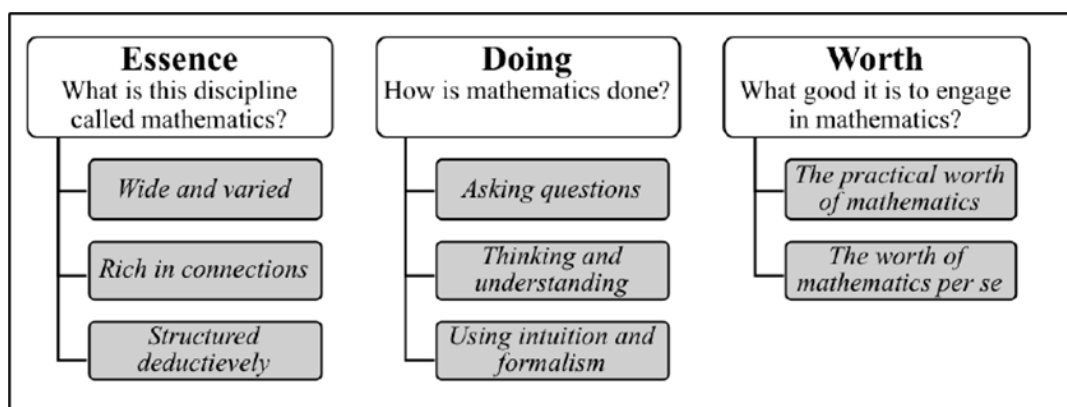 Essence
What is this discipline
called mathematics?
Wide and varied
Rich in connections
Structured
deductievely
Doing
How is mathematics done?
Asking questions
Thinking and
understanding
Using intuition and
formalism
Worth
What good it is to engage
in mathematics?
The practical worth
of mathematics
The worth of
mathematics per se